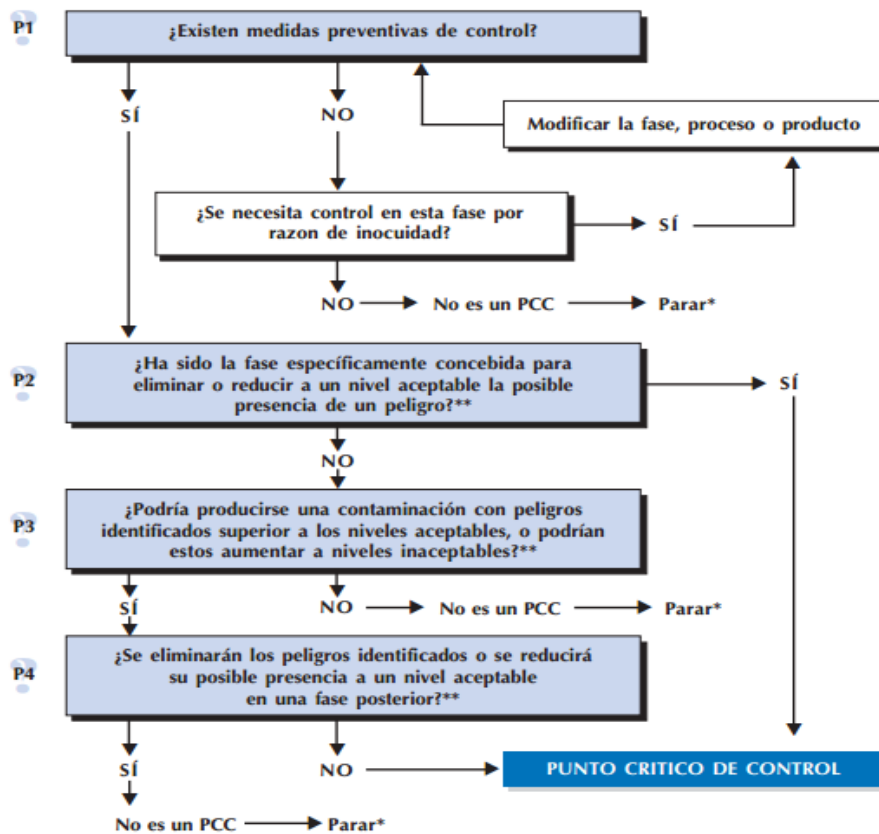 P1
¿Existen medidas preventivas de control?
SÍ
NO
Modificar la fase, proceso o producto
¿Se necesita control en esta fase por
razon de inocuidad?
SÍ
NO
No es un PCC
Parar*
P2
¿Ha sido la fase específicamente concebida para
eliminar o reducir a un nivel aceptable la posible
presencia de un peligro?**
SÍ
NO
P3
¿Podría producirse una contaminación con peligros
identificados superior a los niveles aceptables, o podrían
estos aumentar a niveles inaceptables?**
SÍ
NO
No es un PCC
Parar*
P4
¿Se eliminarán los peligros identificados o se reducirá
su posible presencia a un nivel aceptable
en una fase posterior?**
SÍ
NO
PUNTO CRITICO DE CONTROL
No es un PCC
Parar*